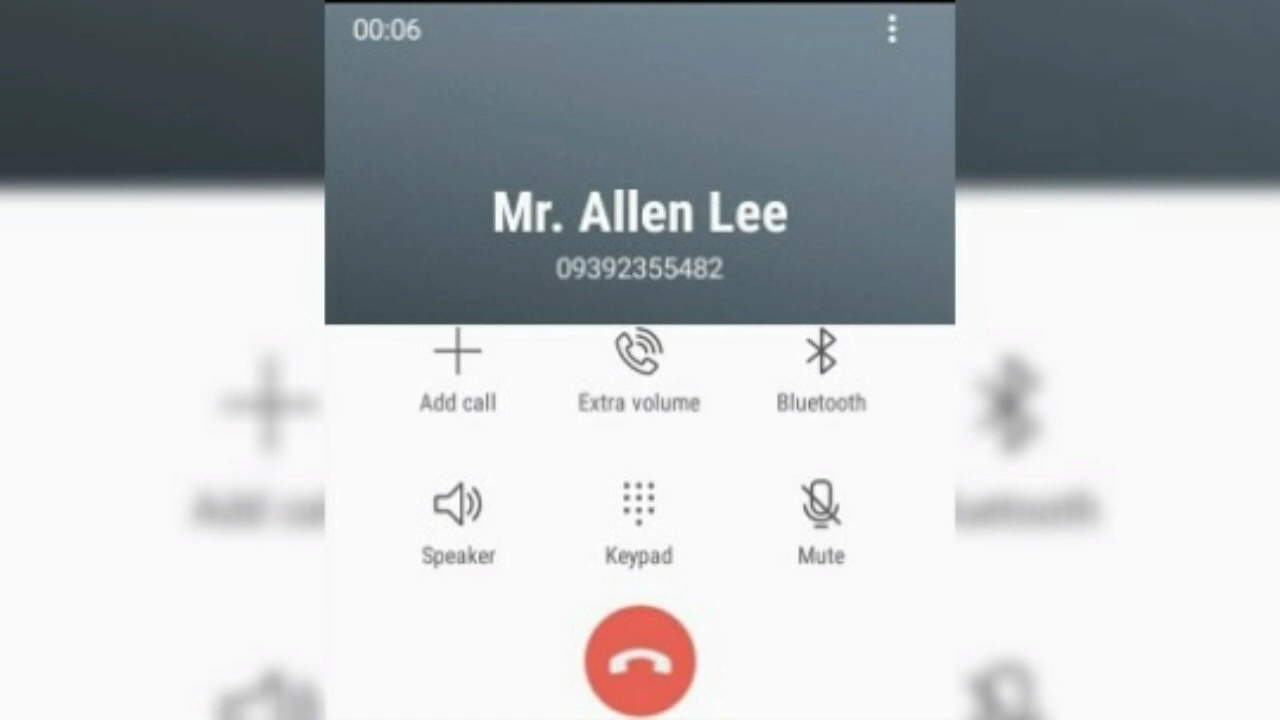 00:06
Mr. Allen Lee
09392355482
Add call
Extra volume
Bluetooth
Speaker
Keypad
Mute